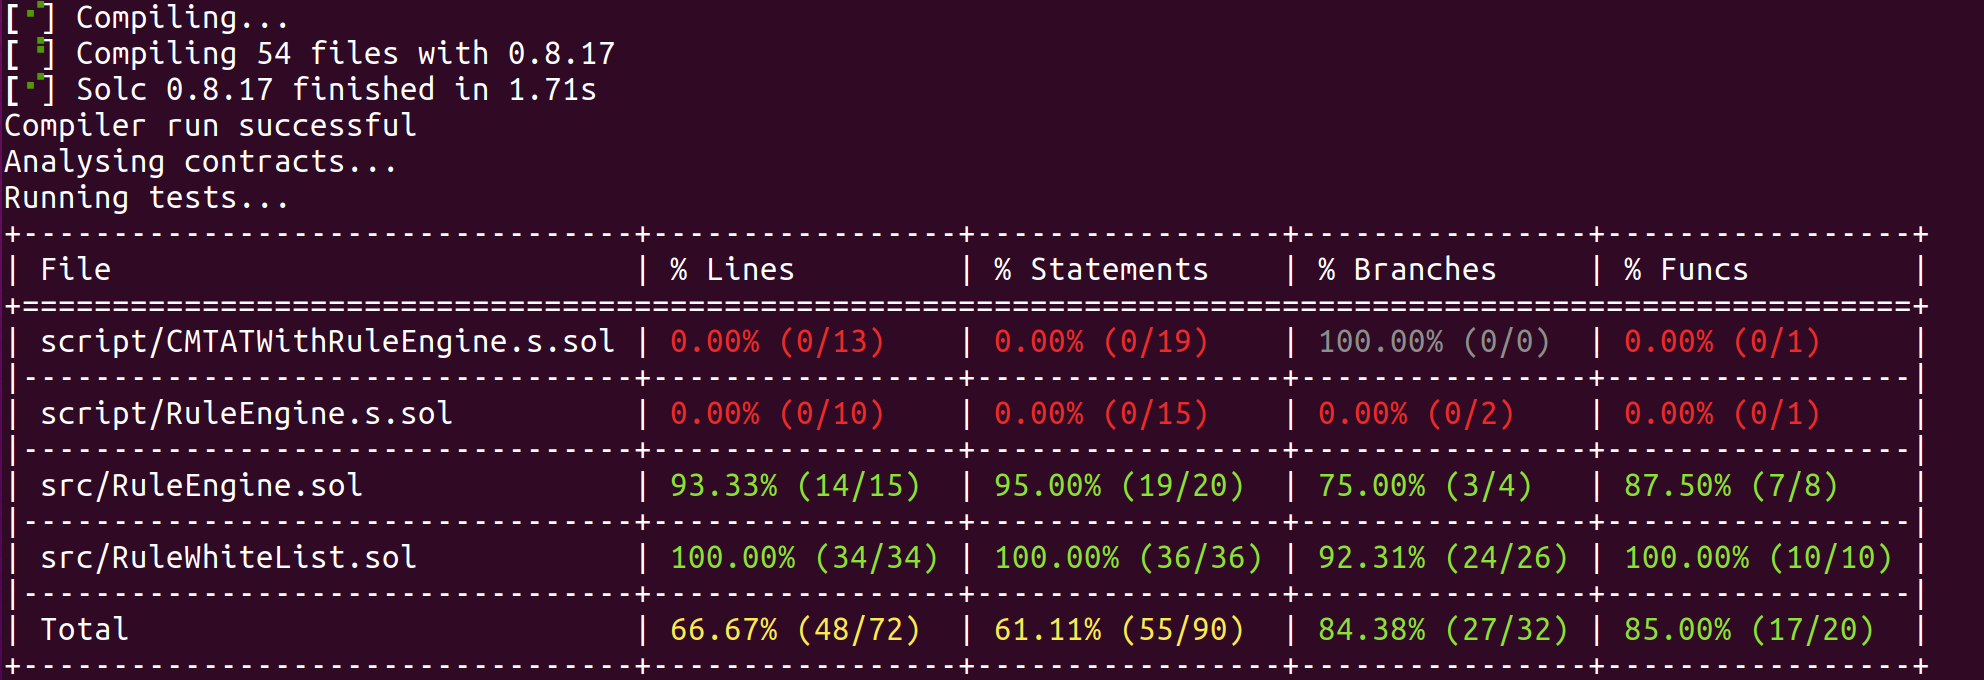 [⠊] Compiling...
[⠘] Compiling 54 files with 0.8.17
[⠊] Solc 0.8.17 finished in 1.71s
Compiler run successful
Analysing contracts...
Running tests...
+----------------------------------+-----------------+-----------------+----------------+-----------------+
| File                             | % Lines         | % Statements    | % Branches     | % Funcs         |
+=========================================================================================================+
| script/CMTATWithRuleEngine.s.sol | 0.00% (0/13)    | 0.00% (0/19)    | 100.00% (0/0)  | 0.00% (0/1)     |
|----------------------------------+-----------------+-----------------+----------------+-----------------|
| script/RuleEngine.s.sol          | 0.00% (0/10)    | 0.00% (0/15)    | 0.00% (0/2)    | 0.00% (0/1)     |
|----------------------------------+-----------------+-----------------+----------------+-----------------|
| src/RuleEngine.sol               | 93.33% (14/15)  | 95.00% (19/20)  | 75.00% (3/4)   | 87.50% (7/8)    |
|----------------------------------+-----------------+-----------------+----------------+-----------------|
| src/RuleWhiteList.sol            | 100.00% (34/34) | 100.00% (36/36) | 92.31% (24/26) | 100.00% (10/10) |
|----------------------------------+-----------------+-----------------+----------------+-----------------|
| Total                            | 66.67% (48/72)  | 61.11% (55/90)  | 84.38% (27/32) | 85.00% (17/20)  |
+----------------------------------+-----------------+-----------------+----------------+-----------------+